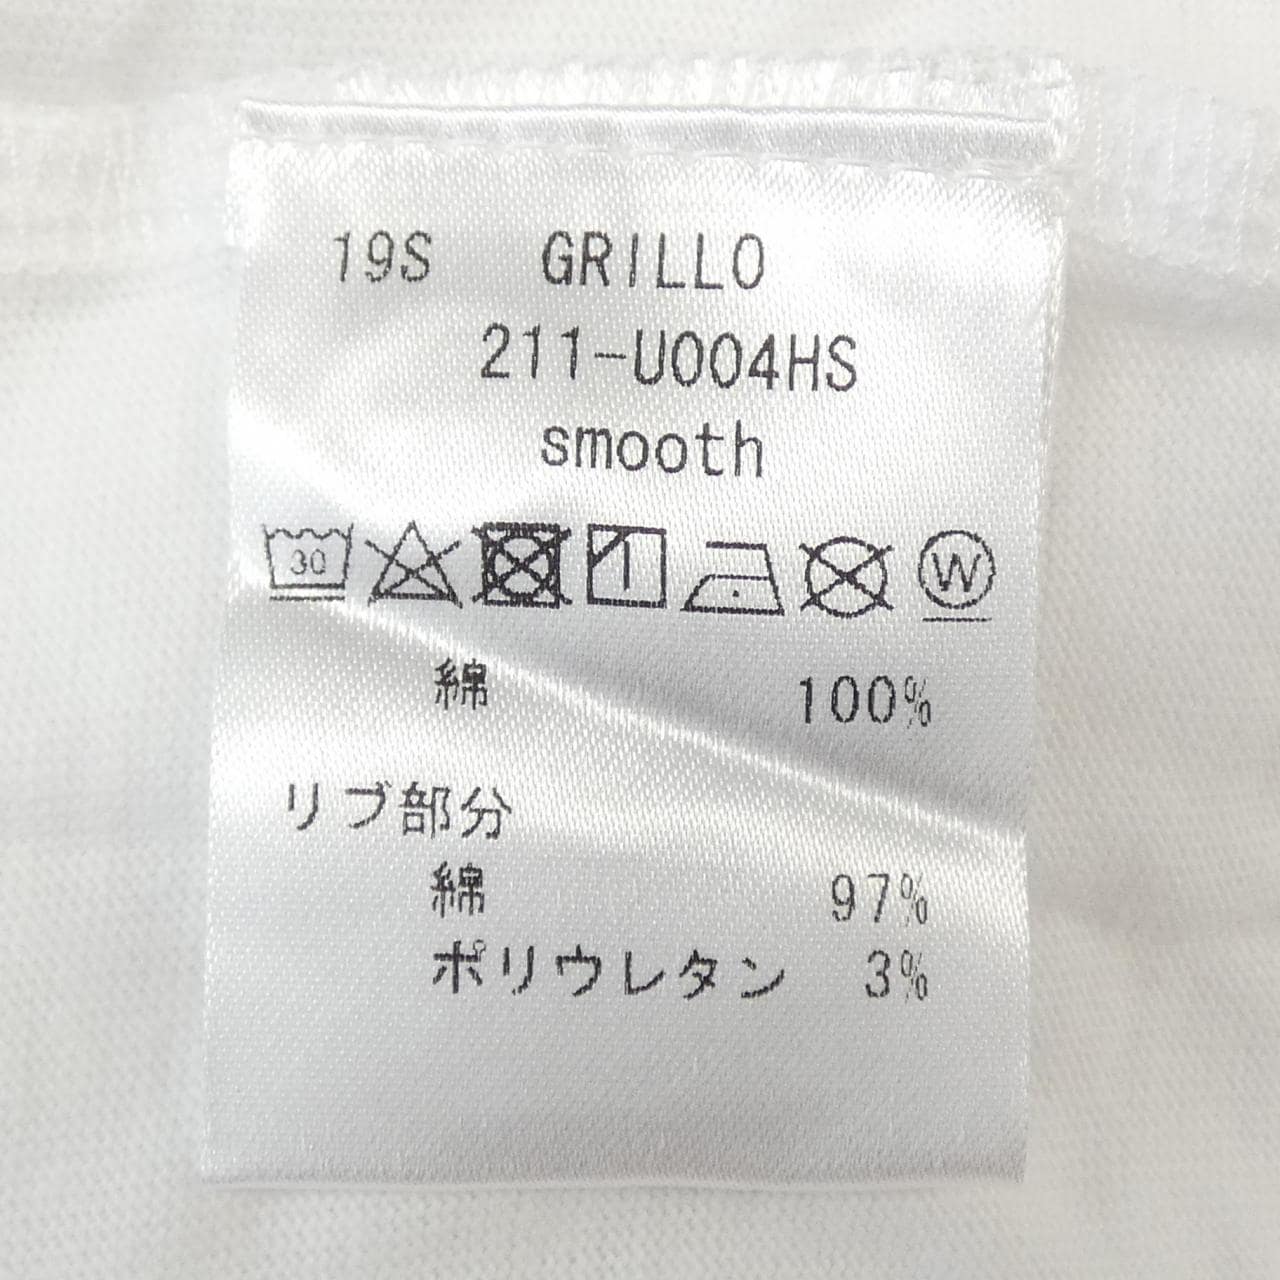 19S GRILLO
211-U004HS
smooth
30 W
綿 100%
リブ部分
綿 97%
ポリウレタン 3%